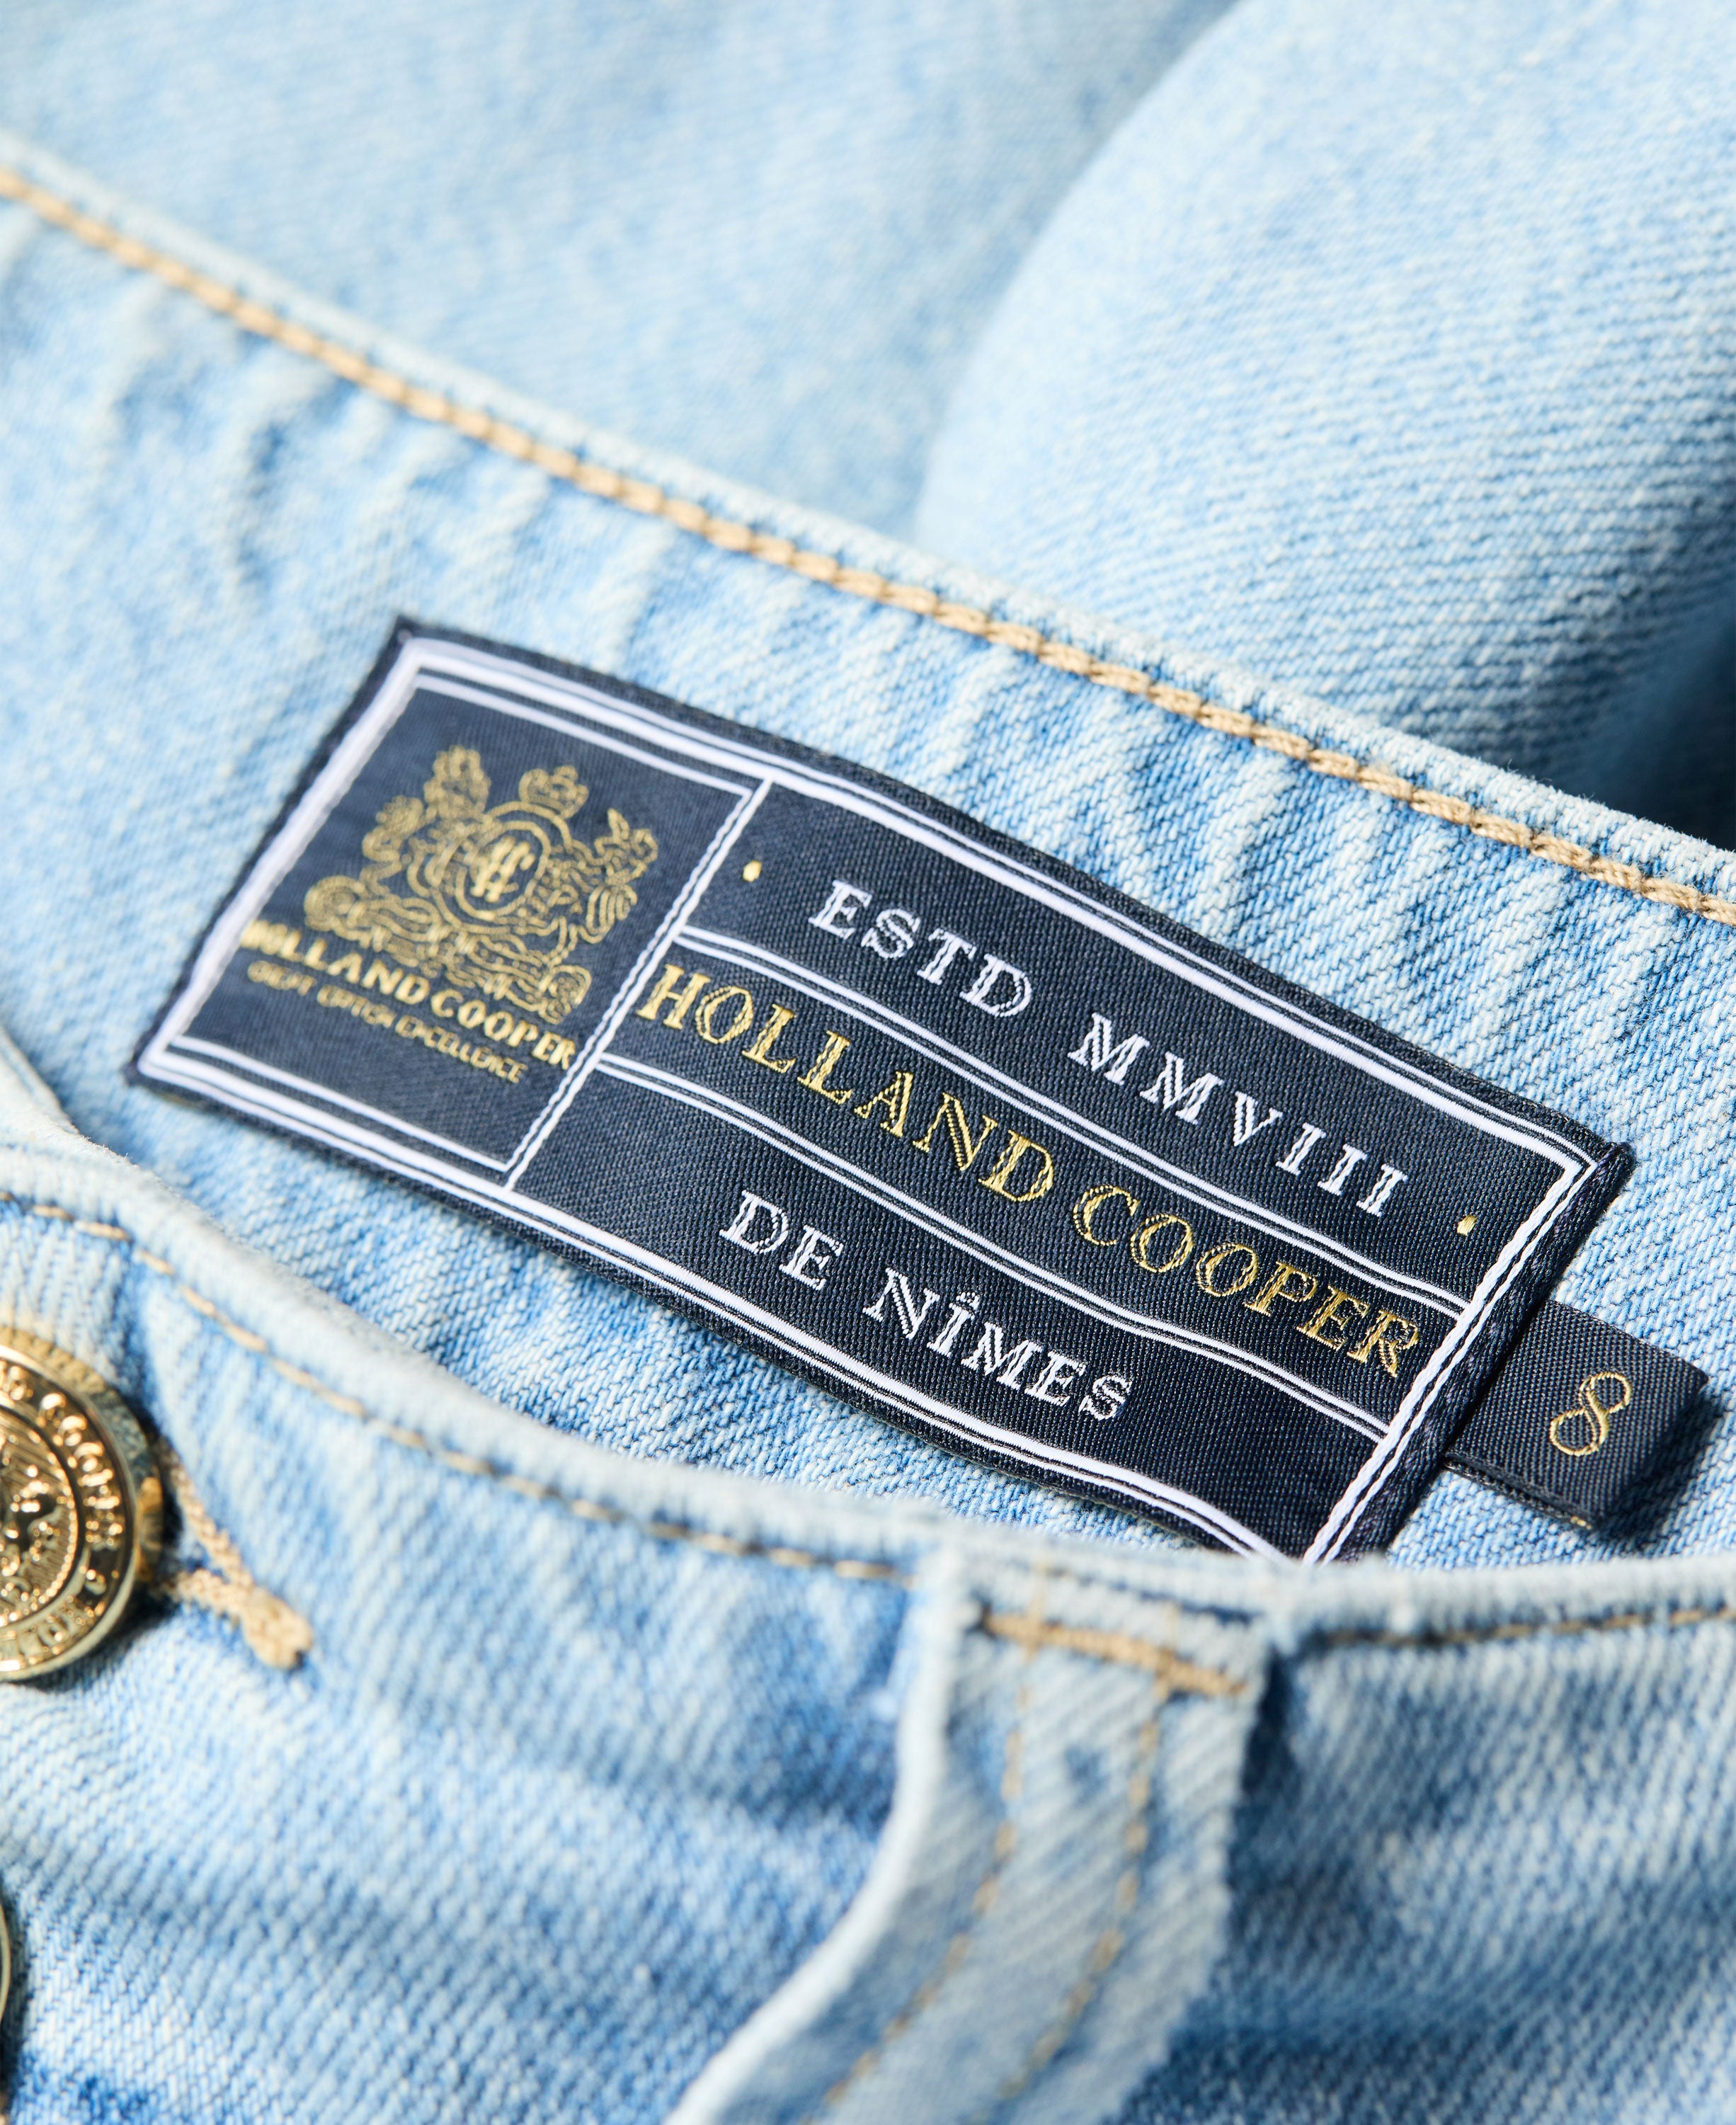 HOLLAND COOPER
ESTD MMVIII
HOLLAND COOPER
DE NÎMES
8